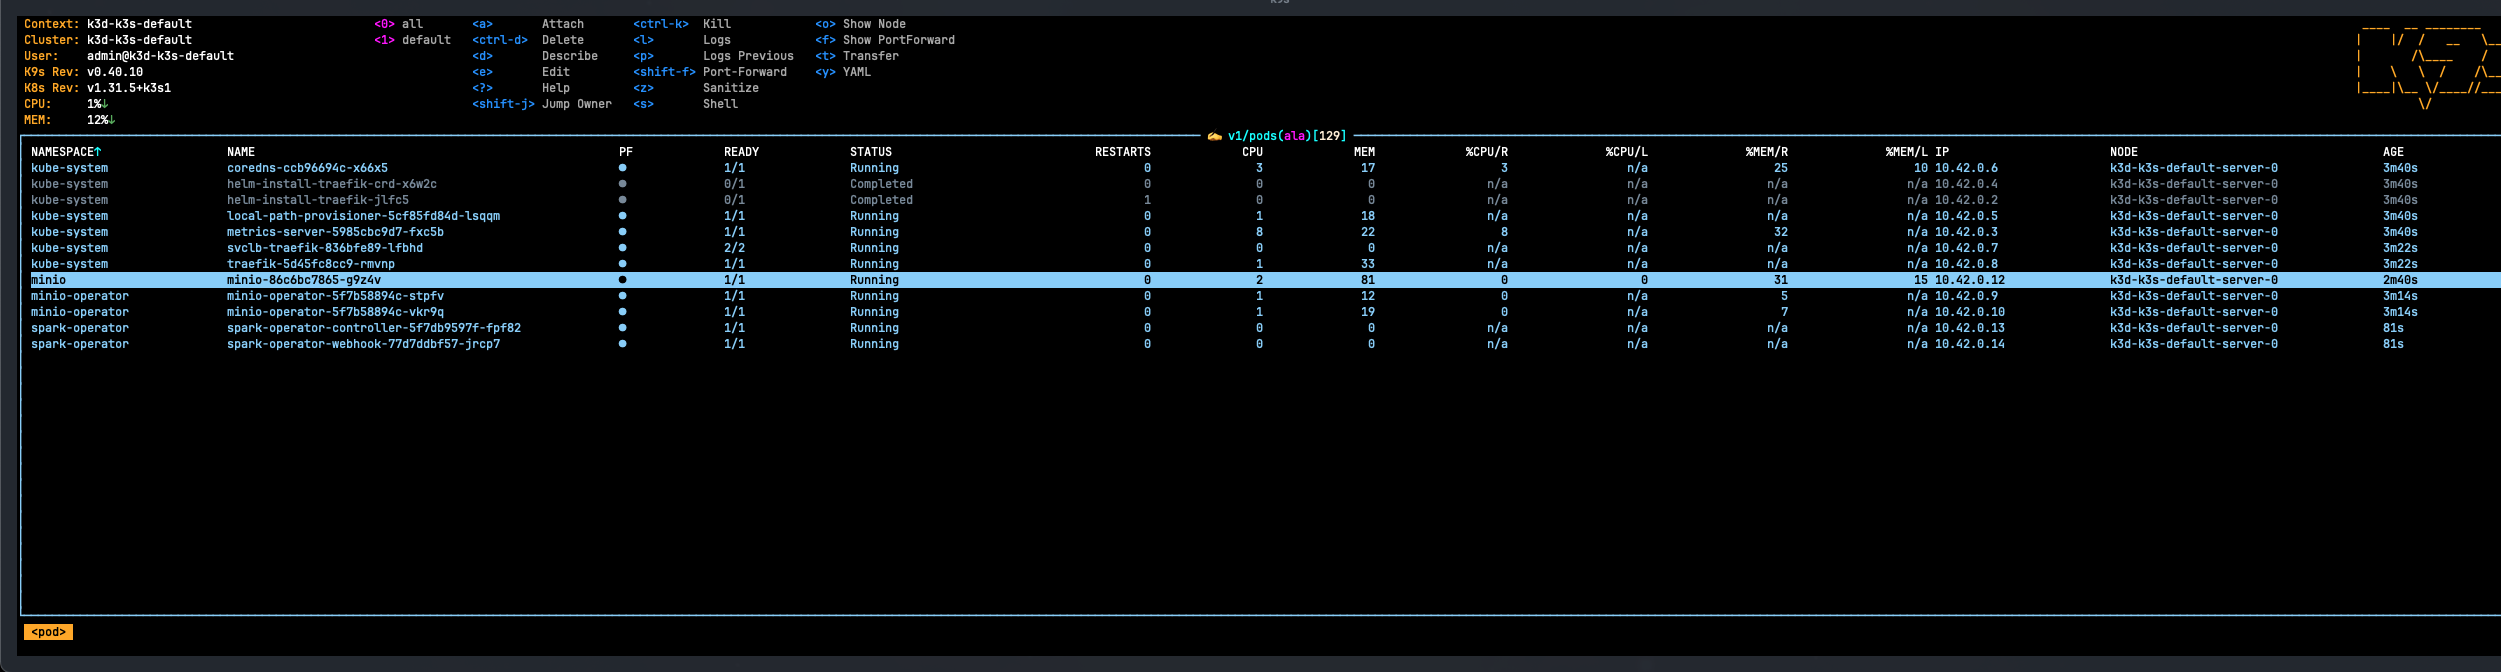 Context: k3d-k3s-default <0> all <a> Attach <ctrl-k> Kill <o> Show Node
Cluster: k3d-k3s-default <1> default <ctrl-d> Delete <l> Logs <f> Show PortForward
User: admin@k3d-k3s-default <d> Describe <p> Logs Previous <t> Transfer
K9s Rev: v0.40.10 <e> Edit <shift-f> Port-Forward <y> YAML
K8s Rev: v1.31.5+k3s1 <?> Help <z> Sanitize
CPU: 1%↓ <shift-j> Jump Owner <s> Shell
MEM: 12%↓
v1/pods(ala)[129]
NAMESPACE↑ NAME PF READY STATUS RESTARTS CPU MEM %CPU/R %CPU/L %MEM/R %MEM/L IP NODE AGE
kube-system coredns-ccb96694c-x66x5 ● 1/1 Running 0 3 17 3 n/a 25 10 10.42.0.6 k3d-k3s-default-server-0 3m40s
kube-system helm-install-traefik-crd-x6w2c ● 0/1 Completed 0 0 0 n/a n/a n/a n/a 10.42.0.4 k3d-k3s-default-server-0 3m40s
kube-system helm-install-traefik-jlfc5 ● 0/1 Completed 1 0 0 n/a n/a n/a n/a 10.42.0.2 k3d-k3s-default-server-0 3m40s
kube-system local-path-provisioner-5cf85fd84d-lsqqm ● 1/1 Running 0 1 18 n/a n/a n/a n/a 10.42.0.5 k3d-k3s-default-server-0 3m40s
kube-system metrics-server-5985cbc9d7-fxc5b ● 1/1 Running 0 8 22 8 n/a 32 n/a 10.42.0.3 k3d-k3s-default-server-0 3m40s
kube-system svclb-traefik-836bfe89-lfbhd ● 2/2 Running 0 0 0 n/a n/a n/a n/a 10.42.0.7 k3d-k3s-default-server-0 3m22s
kube-system traefik-5d45fc8cc9-rmvnp ● 1/1 Running 0 1 33 n/a n/a n/a n/a 10.42.0.8 k3d-k3s-default-server-0 3m22s
minio minio-86c6bc7865-g9z4v ● 1/1 Running 0 2 81 0 0 31 15 10.42.0.12 k3d-k3s-default-server-0 2m40s
minio-operator minio-operator-5f7b58894c-stpfv ● 1/1 Running 0 1 12 0 n/a 5 n/a 10.42.0.9 k3d-k3s-default-server-0 3m14s
minio-operator minio-operator-5f7b58894c-vkr9q ● 1/1 Running 0 1 19 0 n/a 7 n/a 10.42.0.10 k3d-k3s-default-server-0 3m14s
spark-operator spark-operator-controller-5f7db9597f-fpf82 ● 1/1 Running 0 0 0 n/a n/a n/a n/a 10.42.0.13 k3d-k3s-default-server-0 81s
spark-operator spark-operator-webhook-77d7ddbf57-jrcp7 ● 1/1 Running 0 0 0 n/a n/a n/a n/a 10.42.0.14 k3d-k3s-default-server-0 81s
<pod>